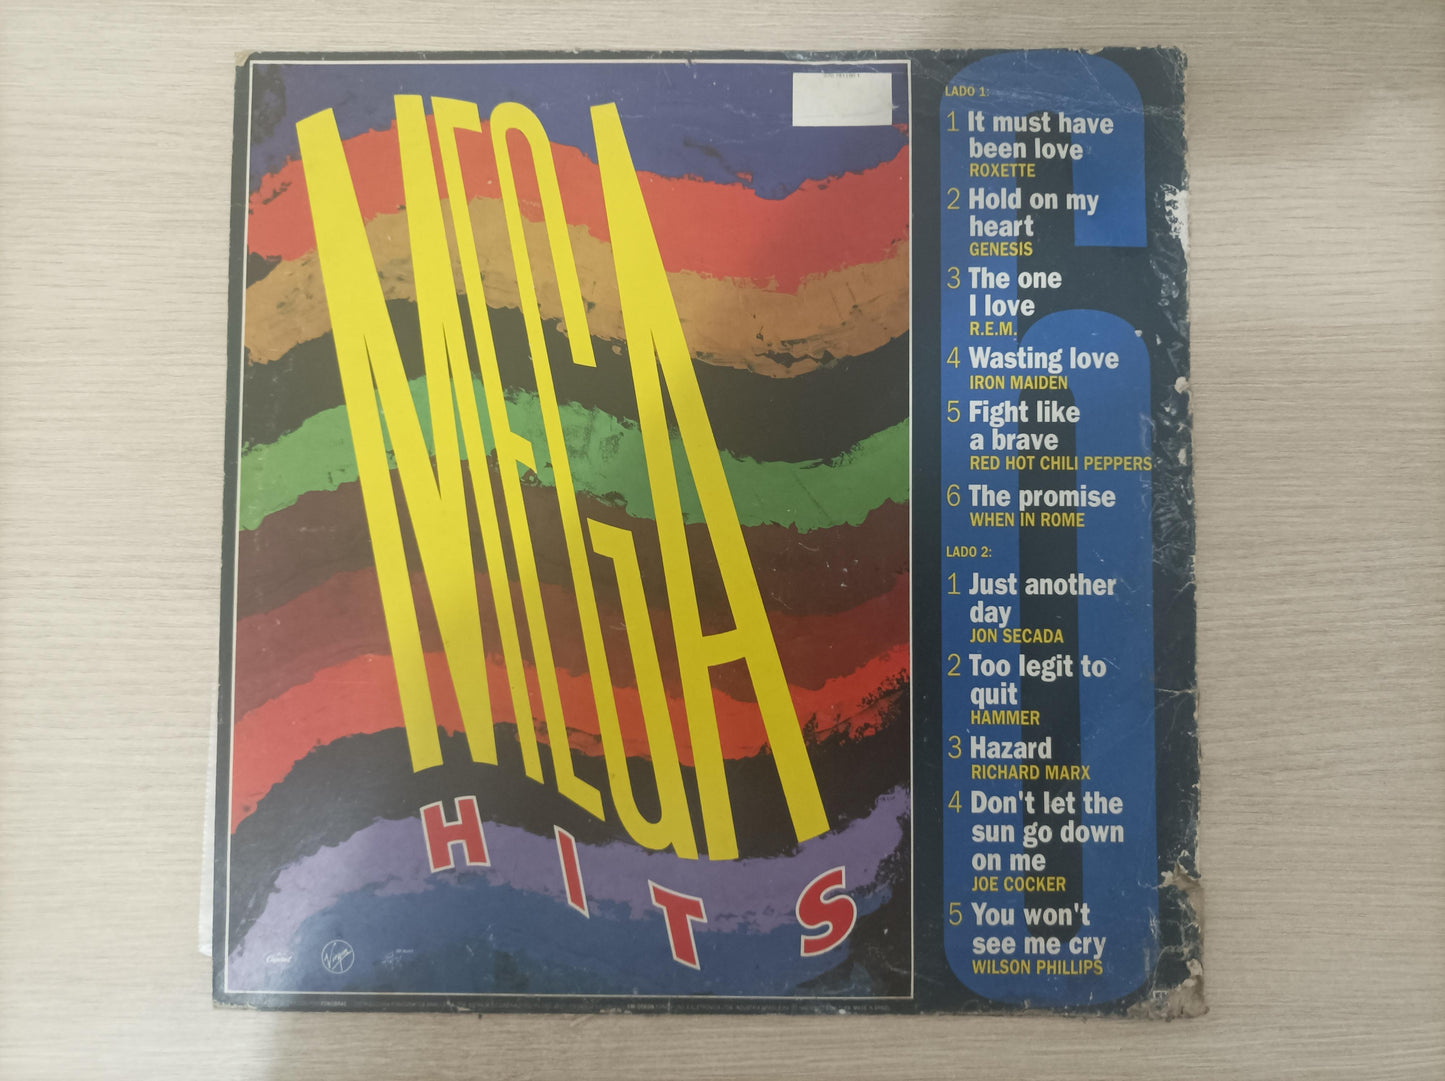 MEGA
HITS
LADO 1:
1 It must have
been love
ROXETTE
2 Hold on my
heart
GENESIS
3 The one
I love
R.E.M.
4 Wasting love
IRON MAIDEN
5 Fight like
a brave
RED HOT CHILI PEPPERS
6 The promise
WHEN IN ROME
LADO 2:
1 Just another
day
JON SECADA
2 Too legit to
quit
HAMMER
3 Hazard
RICHARD MARX
4 Don't let the
sun go down
on me
JOE COCKER
5 You won't
see me cry
WILSON PHILLIPS
Capitol
Virgin